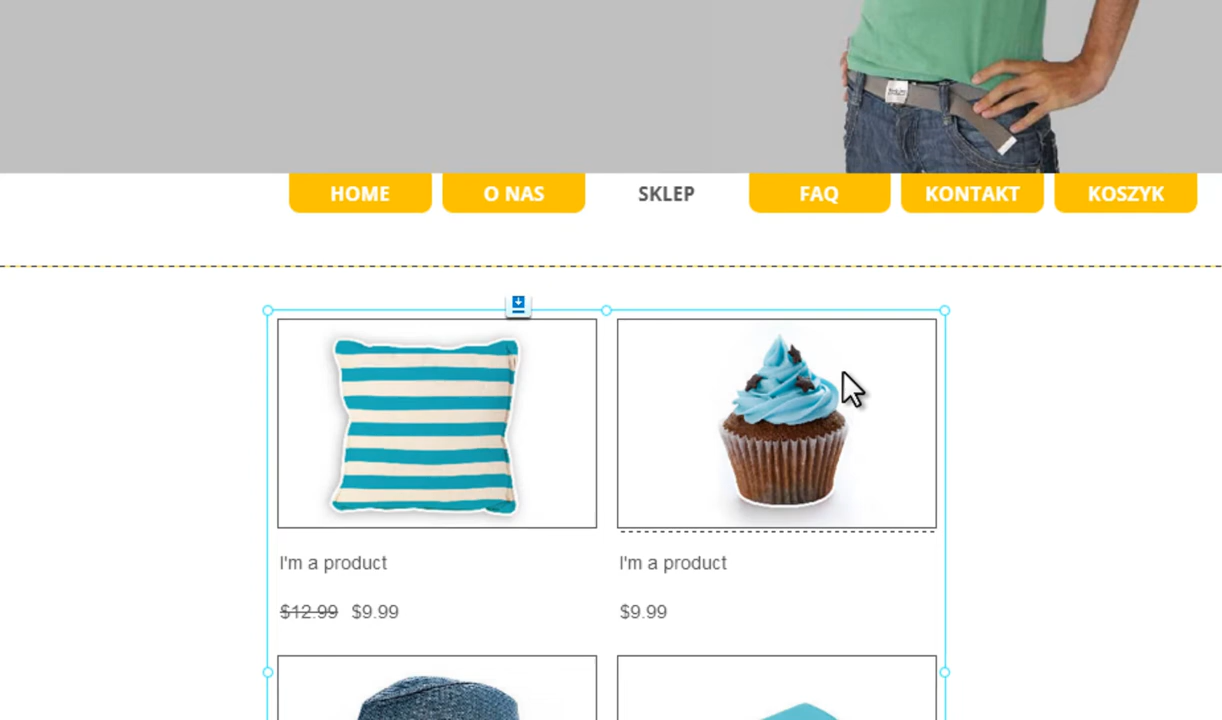 HOME O NAS SKLEP FAQ KONTAKT KOSZYK
I'm a product I'm a product
$12.99 $9.99 $9.99